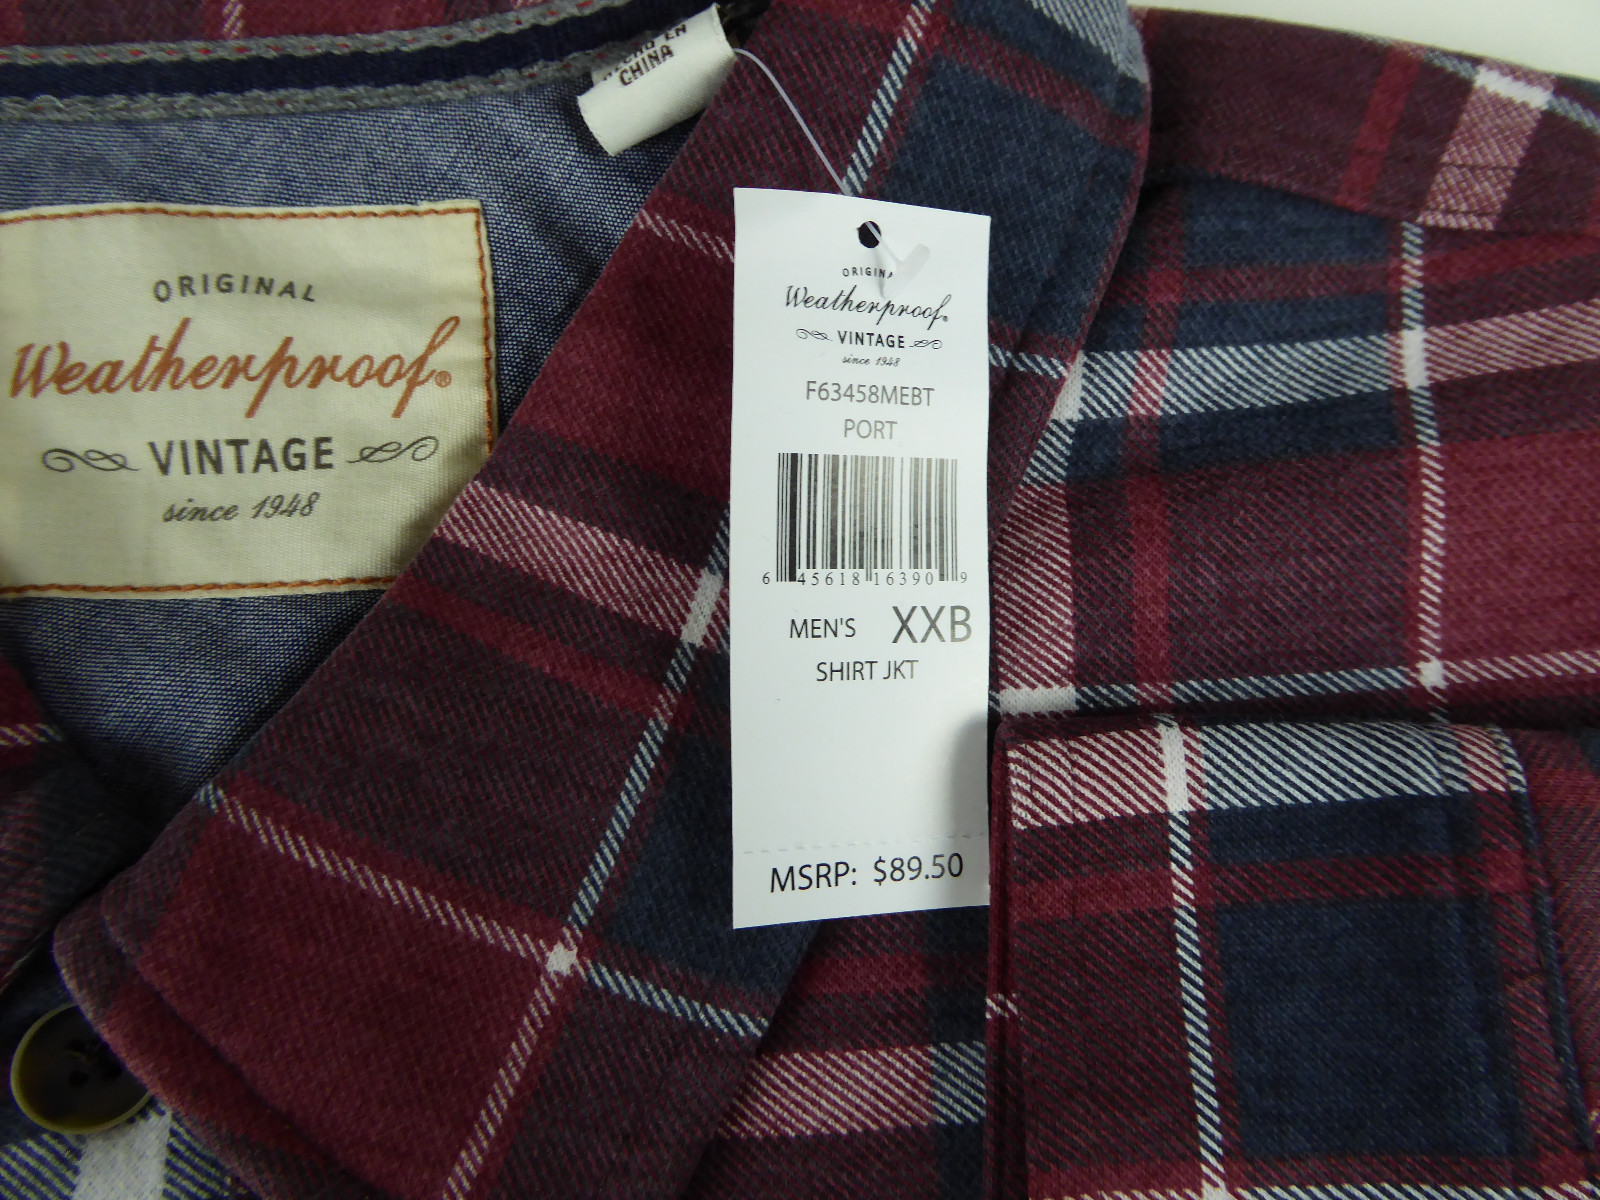 HECHO EN
CHINA
ORIGINAL
Weatherproof®
VINTAGE
since 1948
ORIGINA
Weatherproof®
VINTAGE
since 1948
F63458MEBT
PORT
6 45618 16390 9
MEN'S XXB
SHIRT JKT
MSRP: $89.50